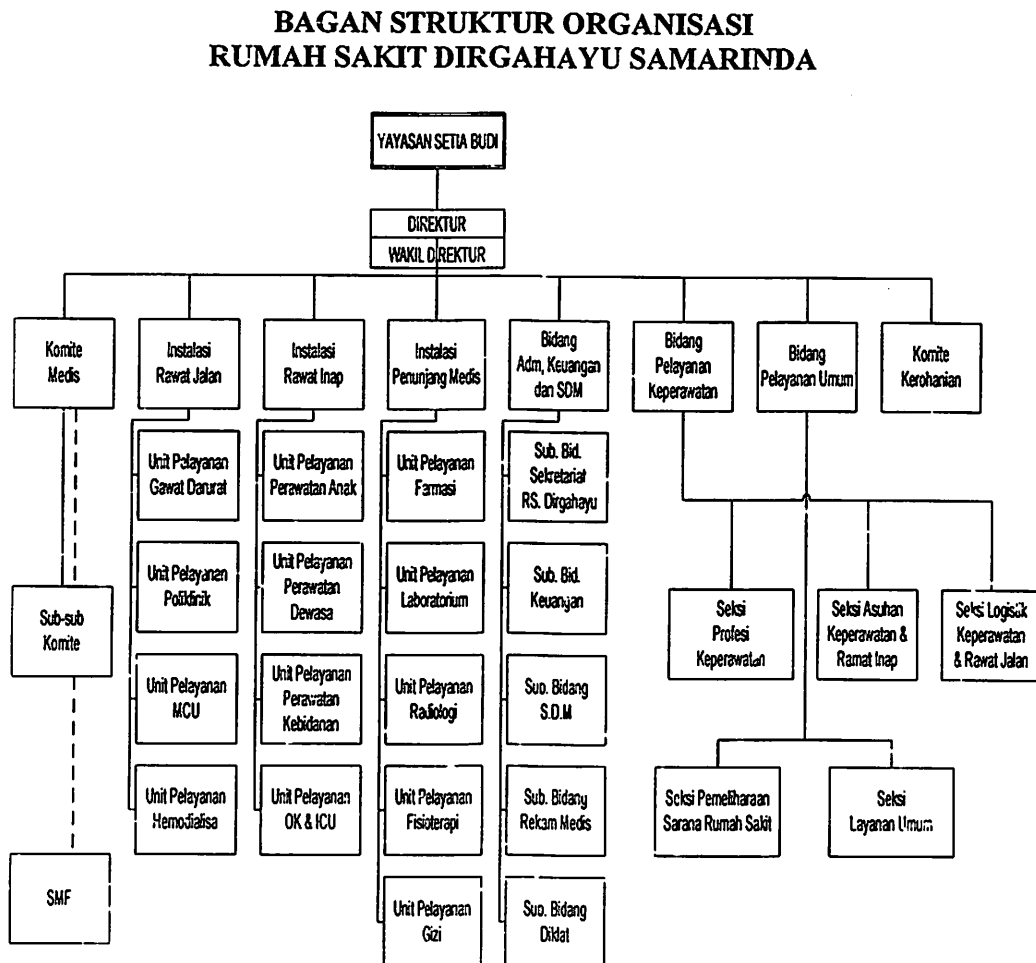 BAGAN STRUKTUR ORGANISASI
RUMAH SAKIT DIRGAHAYU SAMARINDA
YAYASAN SETIA BUDI
DIREKTUR
WAKIL DIREKTUR
Komite
Medis
Instalasi
Rawat Jalan
Instalasi
Rawat Inap
Instalasi
Penunjang Medis
Bidang
Adm, Keuangan
dan SDM
Bidang
Pelayanan
Keperawatan
Bidang
Pelayanan Umum
Komite
Kerohanian
Unit Pelayanan
Gawat Darurat
Unit Pelayanan
Perawatan Anak
Unit Pelayanan
Farmasi
Sub. Bid.
Sekretariat
RS. Dirgahayu
Unit Pelayanan
Poliklinik
Unit Pelayanan
Perawatan
Dewasa
Unit Pelayanan
Laboratorium
Sub. Bid.
Keuangan
Sub-sub
Komite
Seksi
Profesi
Keperawatan
Seksi Asuhan
Keperawatan &
Ramat Inap
Seksi Logistik
Keperawatan
& Rawat Jalan
Unit Pelayanan
MCU
Unit Pelayanan
Perawatan
Kebidanan
Unit Pelayanan
Radiologi
Sub. Bidang
S.D.M
Unit Pelayanan
Hemodialisa
Unit Pelayanan
OK & ICU
Unit Pelayanan
Fisioterapi
Sub. Bidang
Rekam Medis
Seksi Pemeliharaan
Sarana Rumah Sakit
Seksi
Layanan Umum
SMF
Unit Pelayanan
Gizi
Sub. Bidang
Diklat